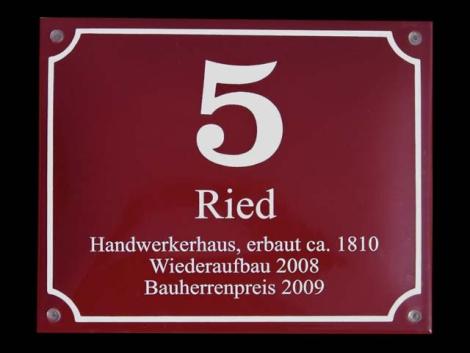 5
Ried
Handwerkerhaus, erbaut ca. 1810
Wiederaufbau 2008
Bauherrenpreis 2009